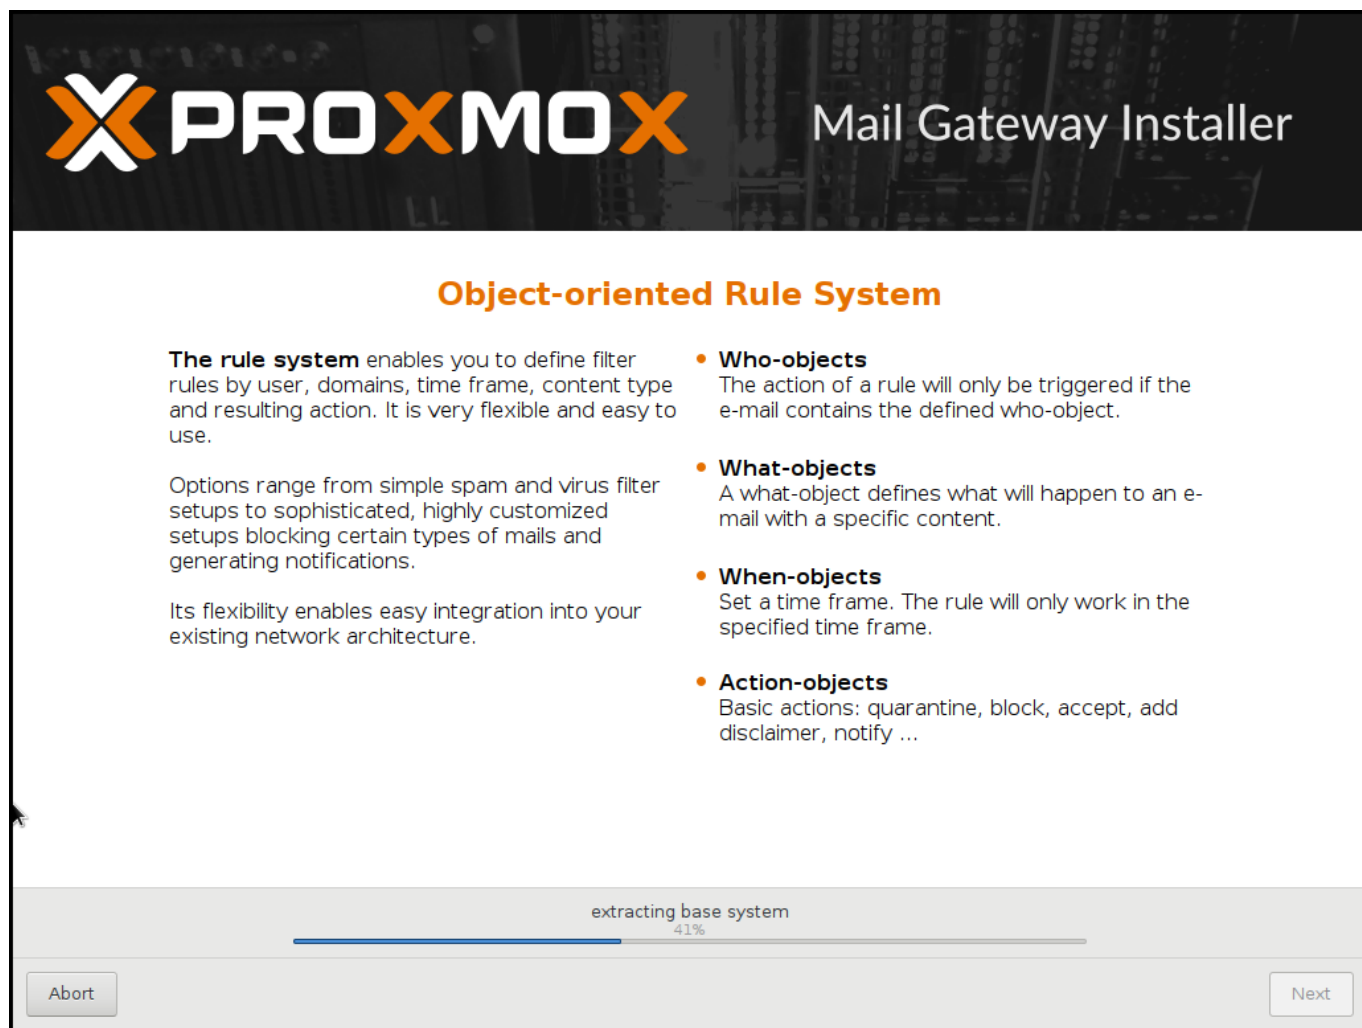 PROXMOX
Mail Gateway Installer
Object-oriented Rule System
The rule system enables you to define filter
rules by user, domains, time frame, content type
and resulting action. It is very flexible and easy to
use.
Options range from simple spam and virus filter
setups to sophisticated, highly customized
setups blocking certain types of mails and
generating notifications.
Its flexibility enables easy integration into your
existing network architecture.
Who-objects
The action of a rule will only be triggered if the
e-mail contains the defined who-object.
What-objects
A what-object defines what will happen to an e-
mail with a specific content.
When-objects
Set a time frame. The rule will only work in the
specified time frame.
Action-objects
Basic actions: quarantine, block, accept, add
disclaimer, notify ...
extracting base system
41%
Abort
Next